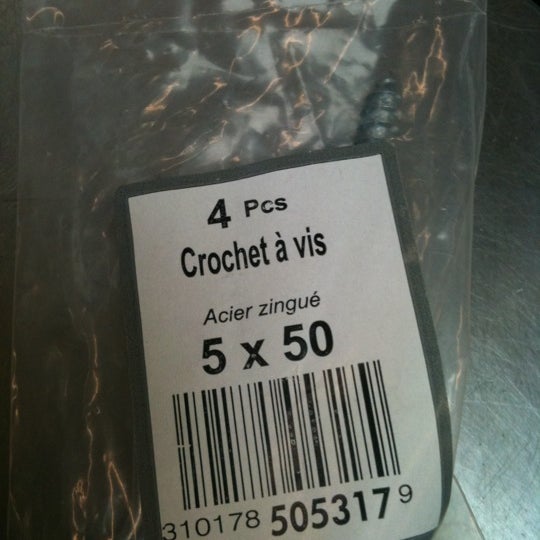 4 Pcs
Crochet à vis
Acier zingué
5 x 50
310178 505317 9